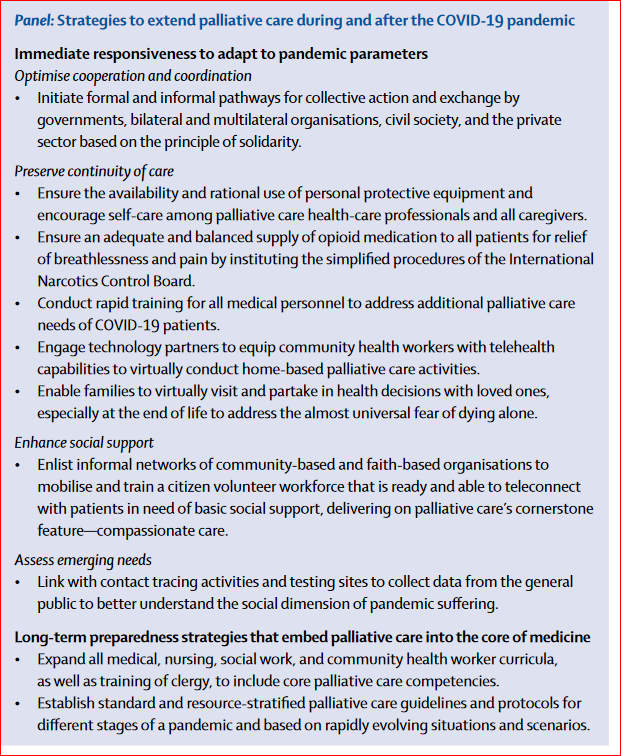 Panel: Strategies to extend palliative care during and after the COVID-19 pandemic
Immediate responsiveness to adapt to pandemic parameters
Optimise cooperation and coordination
• Initiate formal and informal pathways for collective action and exchange by
governments, bilateral and multilateral organisations, civil society, and the private
sector based on the principle of solidarity.
Preserve continuity of care
• Ensure the availability and rational use of personal protective equipment and
encourage self-care among palliative care health-care professionals and all caregivers.
• Ensure an adequate and balanced supply of opioid medication to all patients for relief
of breathlessness and pain by instituting the simplified procedures of the International
Narcotics Control Board.
• Conduct rapid training for all medical personnel to address additional palliative care
needs of COVID-19 patients.
• Engage technology partners to equip community health workers with telehealth
capabilities to virtually conduct home-based palliative care activities.
• Enable families to virtually visit and partake in health decisions with loved ones,
especially at the end of life to address the almost universal fear of dying alone.
Enhance social support
• Enlist informal networks of community-based and faith-based organisations to
mobilise and train a citizen volunteer workforce that is ready and able to teleconnect
with patients in need of basic social support, delivering on palliative care's cornerstone
feature—compassionate care.
Assess emerging needs
• Link with contact tracing activities and testing sites to collect data from the general
public to better understand the social dimension of pandemic suffering.
Long-term preparedness strategies that embed palliative care into the core of medicine
• Expand all medical, nursing, social work, and community health worker curricula,
as well as training of clergy, to include core palliative care competencies.
• Establish standard and resource-stratified palliative care guidelines and protocols for
different stages of a pandemic and based on rapidly evolving situations and scenarios.